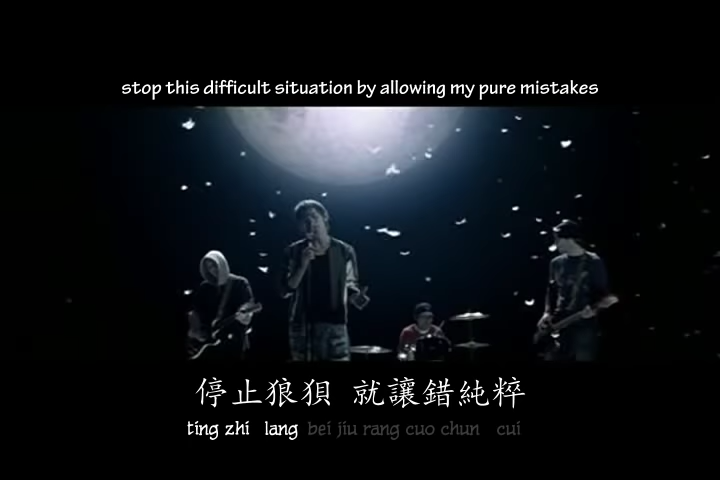 stop this difficult situation by allowing my pure mistakes
停止狼狽 就讓錯純粹
ting zhi lang bei jiu rang cuo chun cui